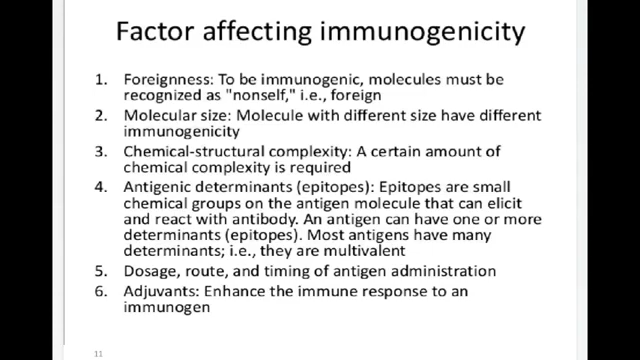 Factor affecting immunogenicity
1. Foreignness: To be immunogenic, molecules must be
recognized as "nonself," i.e., foreign
2. Molecular size: Molecule with different size have different
immunogenicity
3. Chemical-structural complexity: A certain amount of
chemical complexity is required
4. Antigenic determinants (epitopes): Epitopes are small
chemical groups on the antigen molecule that can elicit
and react with antibody. An antigen can have one or more
determinants (epitopes). Most antigens have many
determinants; i.e., they are multivalent
5. Dosage, route, and timing of antigen administration
6. Adjuvants: Enhance the immune response to an
immunogen
11